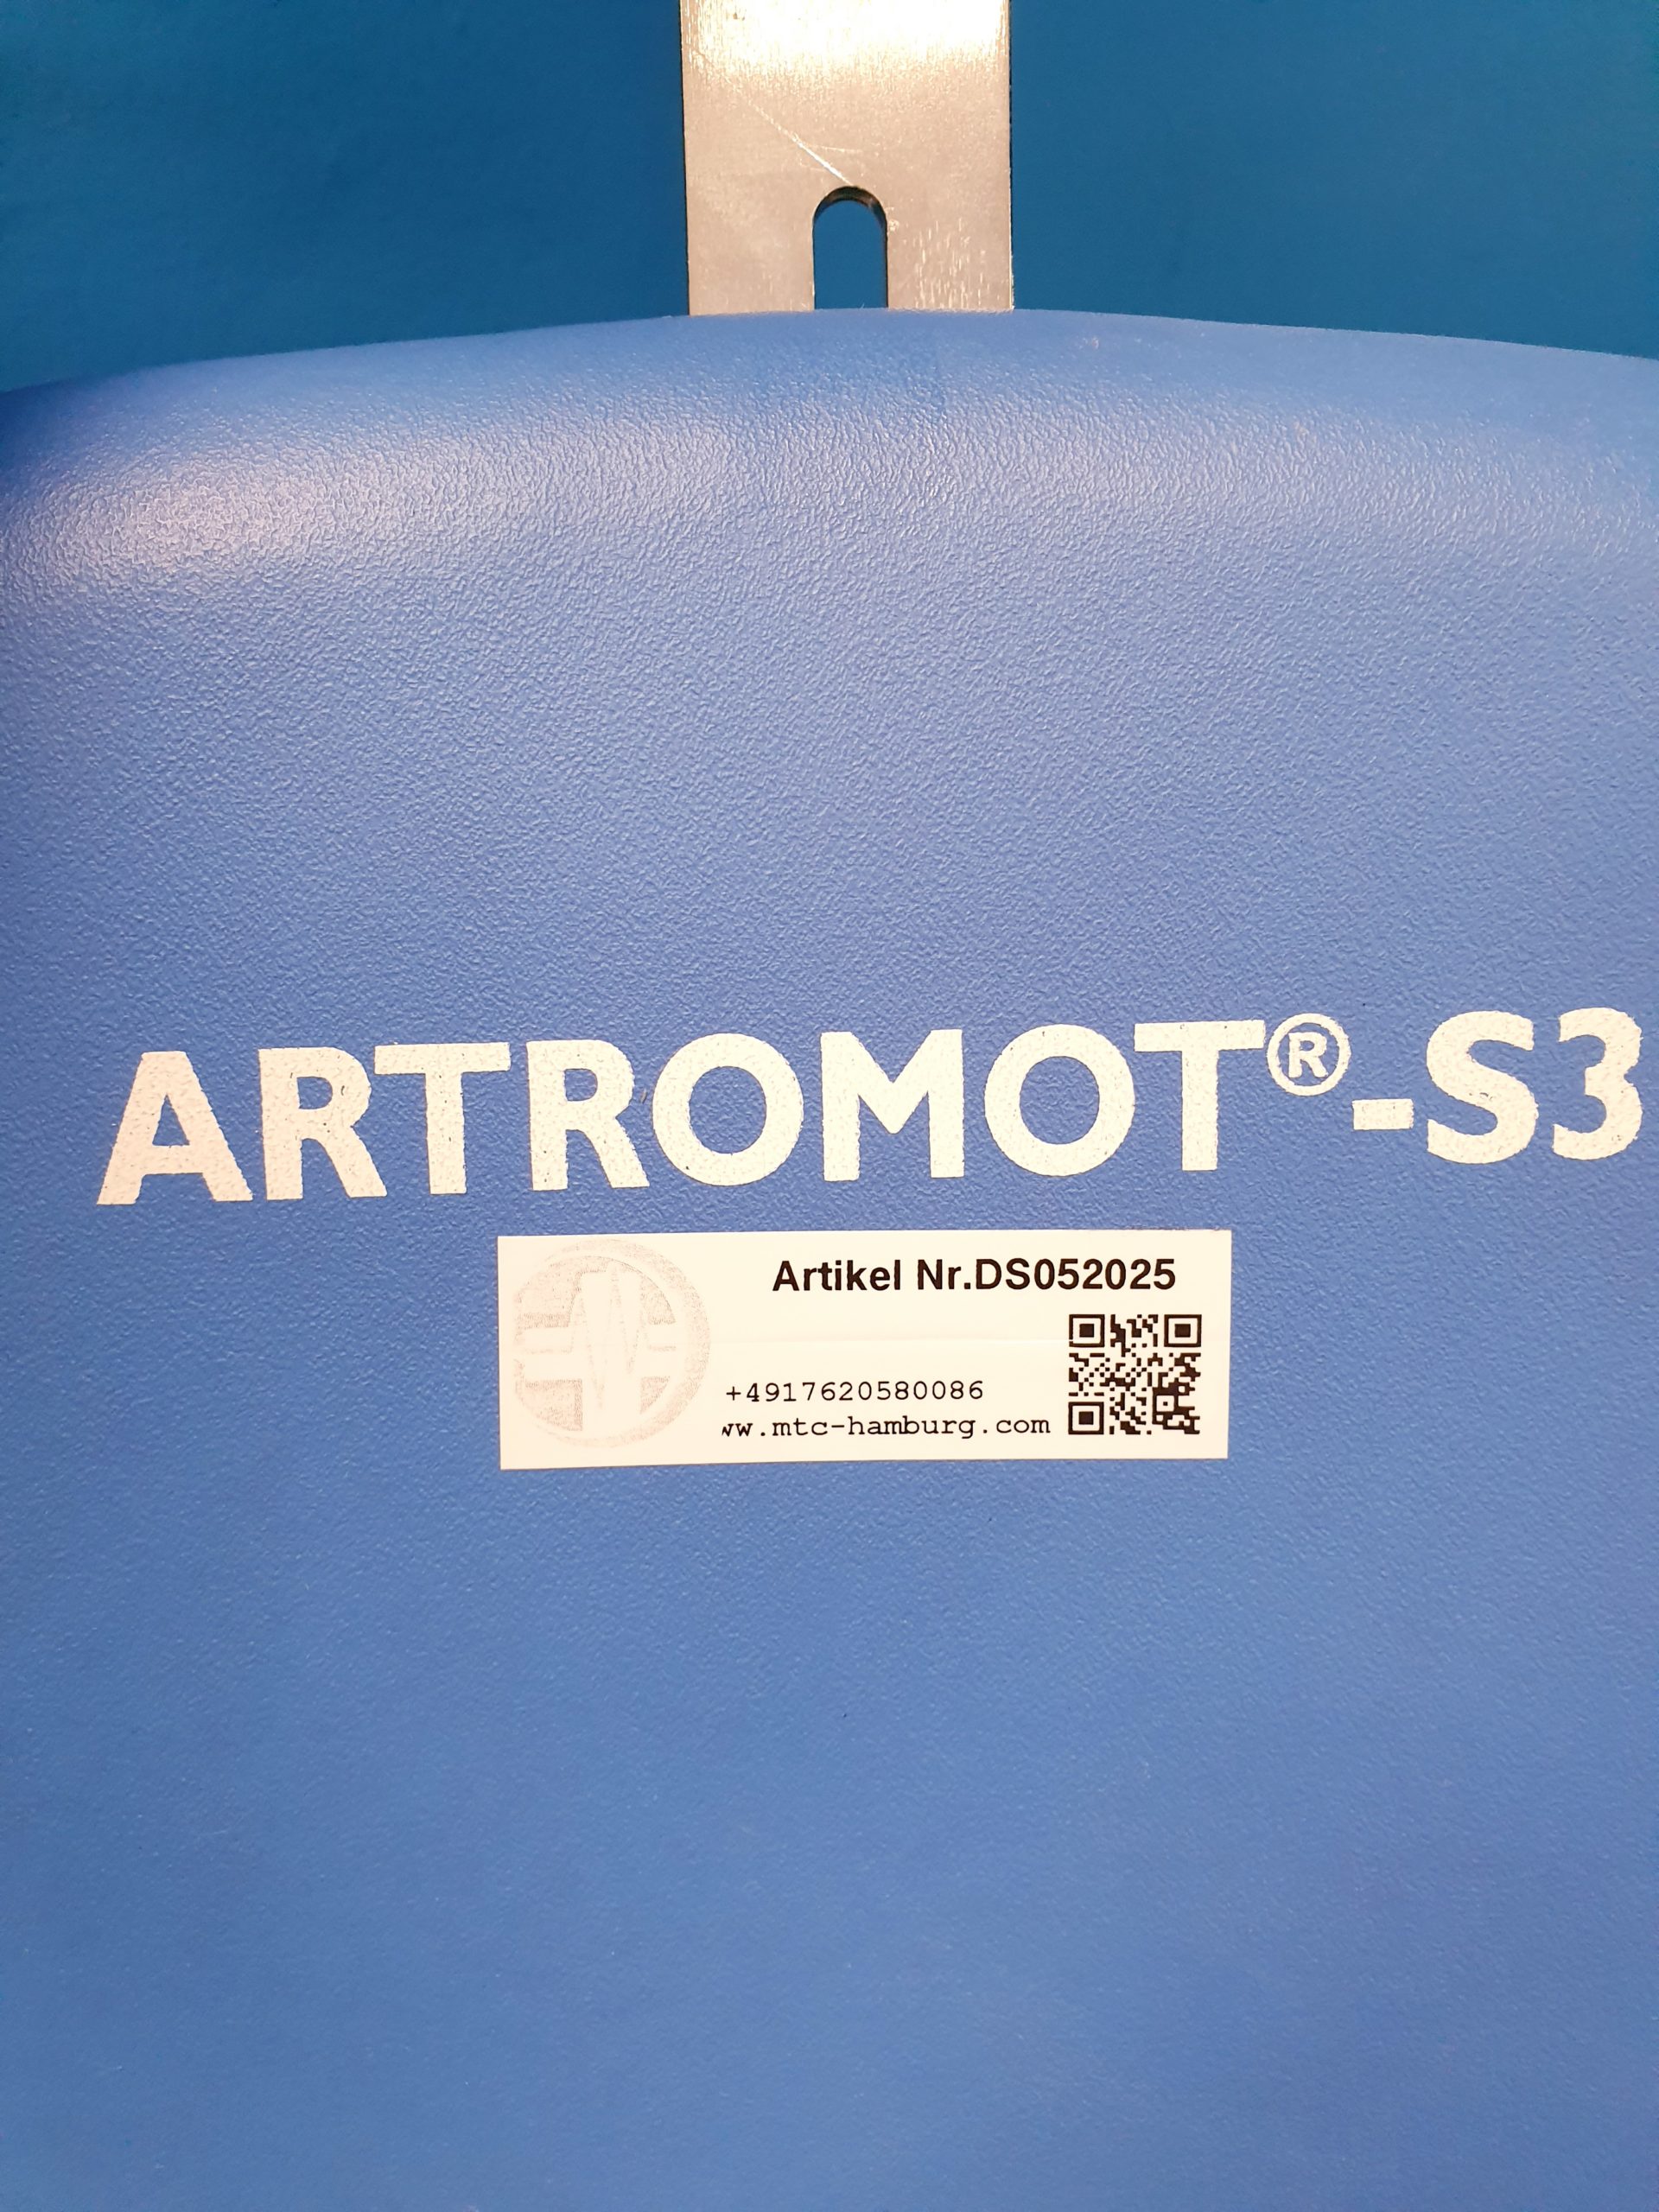 ARTROMOT®-S3
Artikel Nr.DS052025
+4917620580086
ww.mtc-hamburg.com